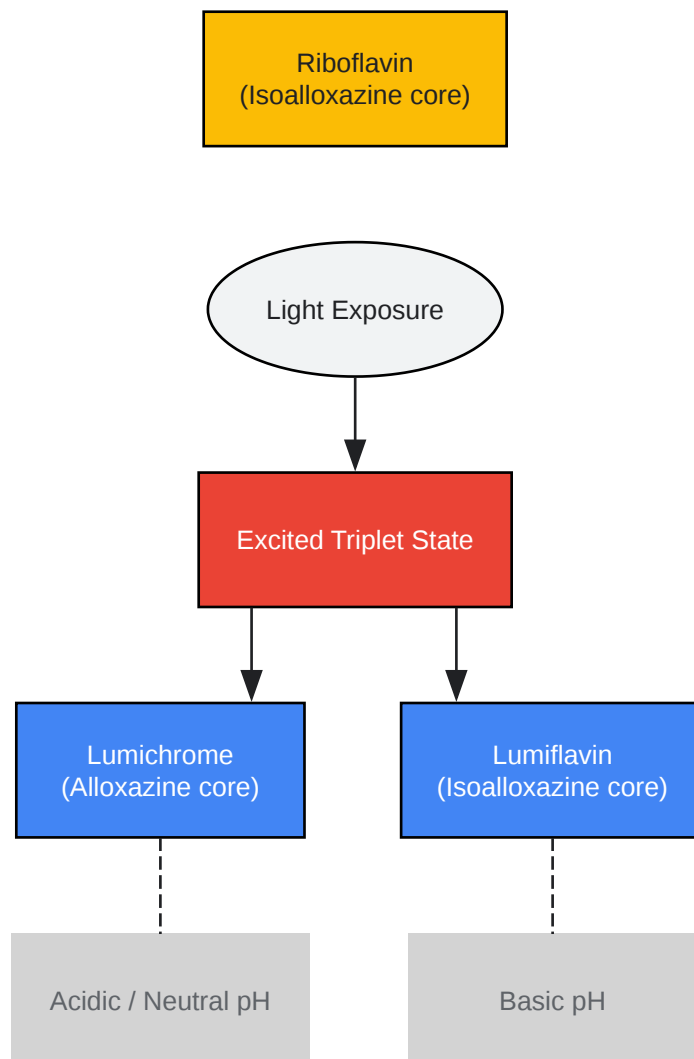 Riboflavin
(Isoalloxazine core)
Light Exposure
Excited Triplet State
Lumichrome
(Alloxazine core)
Lumiflavin
(Isoalloxazine core)
Acidic / Neutral pH
Basic pH